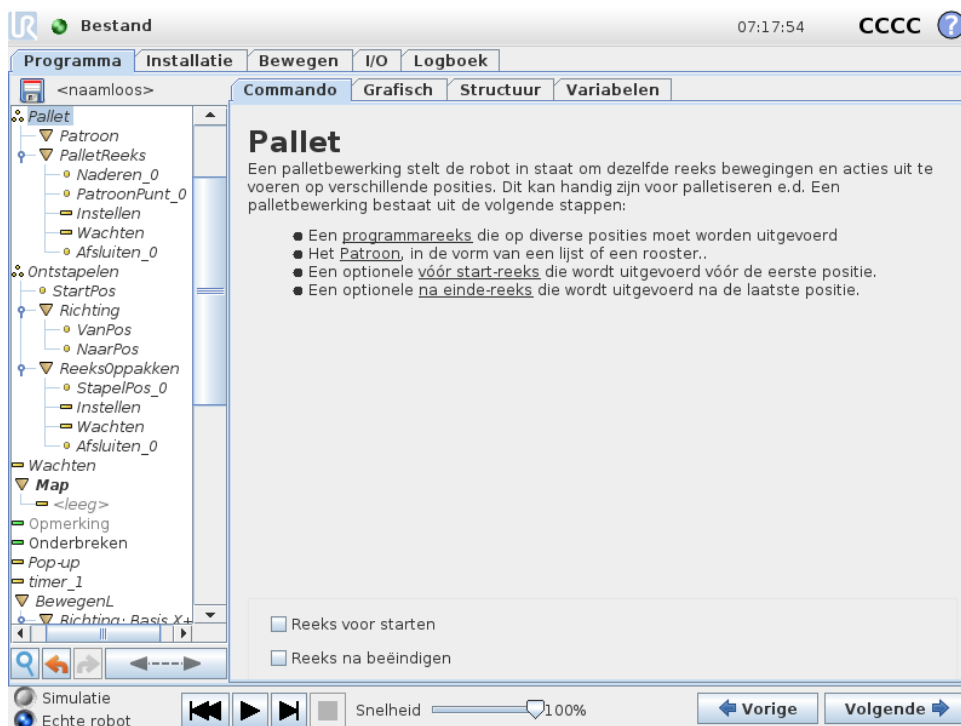 UR Bestand 07:17:54 CCCC ?
Programma Installatie Bewegen I/O Logboek
<naamloos>
Commando Grafisch Structuur Variabelen
Pallet
Patroon
PalletReeks
Naderen_0
PatroonPunt_0
Instellen
Wachten
Afsluiten_0
Ontstapelen
StartPos
Richting
VanPos
NaarPos
ReeksOppakken
StapelPos_0
Instellen
Wachten
Afsluiten_0
Wachten
Map
<leeg>
Opmerking
Onderbreken
Pop-up
timer_1
BewegenL
Richting: Basis X+
Pallet
Een palletbewerking stelt de robot in staat om dezelfde reeks bewegingen en acties uit te
voeren op verschillende posities. Dit kan handig zijn voor palletiseren e.d. Een
palletbewerking bestaat uit de volgende stappen:
● Een programmareeks die op diverse posities moet worden uitgevoerd
● Het Patroon, in de vorm van een lijst of een rooster..
● Een optionele vóór start-reeks die wordt uitgevoerd vóór de eerste positie.
● Een optionele na einde-reeks die wordt uitgevoerd na de laatste positie.
Reeks voor starten
Reeks na beëindigen
Simulatie
Echte robot
Snelheid 100%
Vorige Volgende